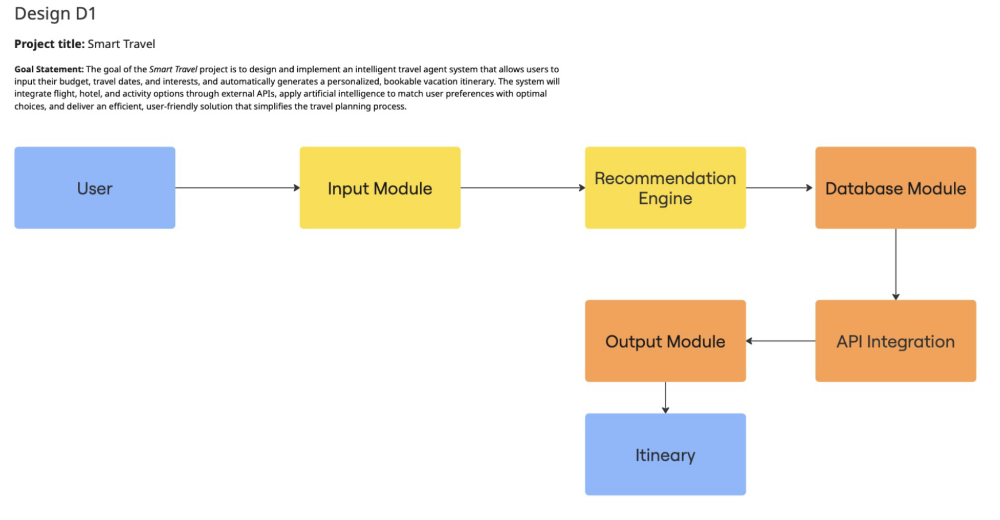 Design D1
Project title: Smart Travel
Goal Statement: The goal of the Smart Travel project is to design and implement an intelligent travel agent system that allows users to
input their budget, travel dates, and interests, and automatically generates a personalized, bookable vacation itinerary. The system will
integrate flight, hotel, and activity options through external APIs, apply artificial intelligence to match user preferences with optimal
choices, and deliver an efficient, user-friendly solution that simplifies the travel planning process.
User
Input Module
Recommendation
Engine
Database Module
Output Module
API Integration
Itineary